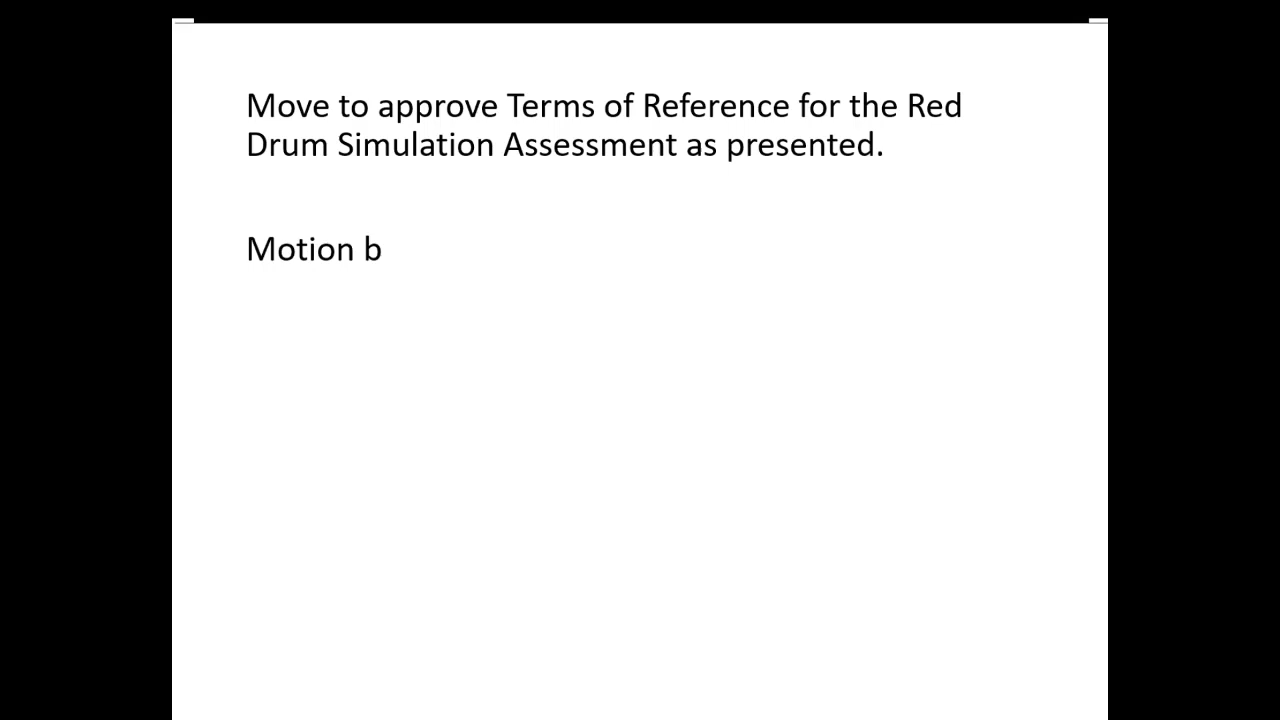 Move to approve Terms of Reference for the Red
Drum Simulation Assessment as presented.
Motion b